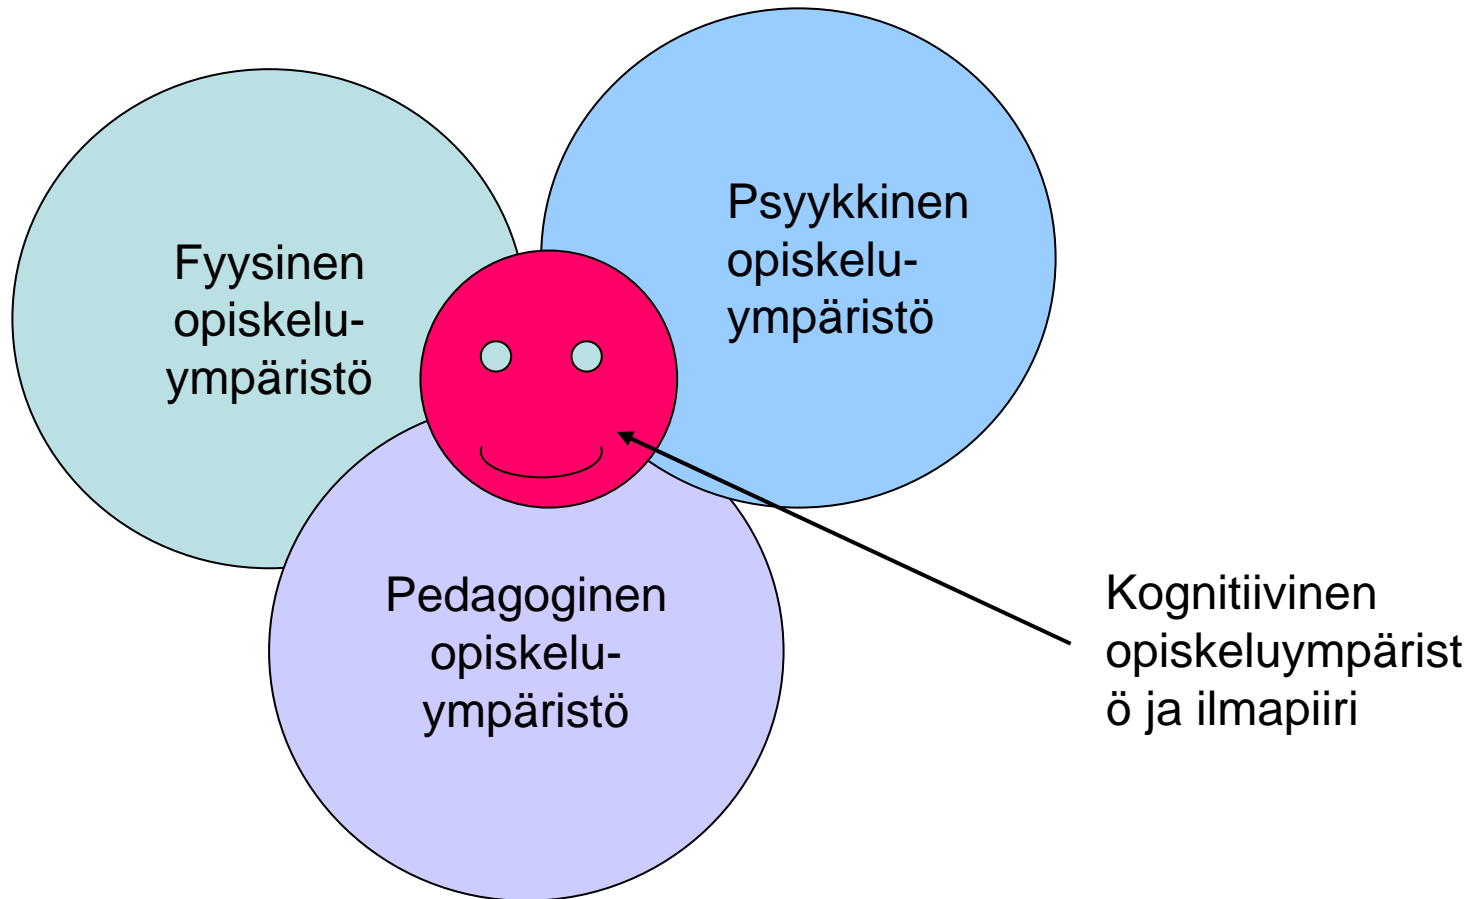 Psyykkinen
opiskelu-
ympäristö
Fyysinen
opiskelu-
ympäristö
Pedagoginen
opiskelu-
ympäristö
Kognitiivinen
opiskeluympärist
ö ja ilmapiiri